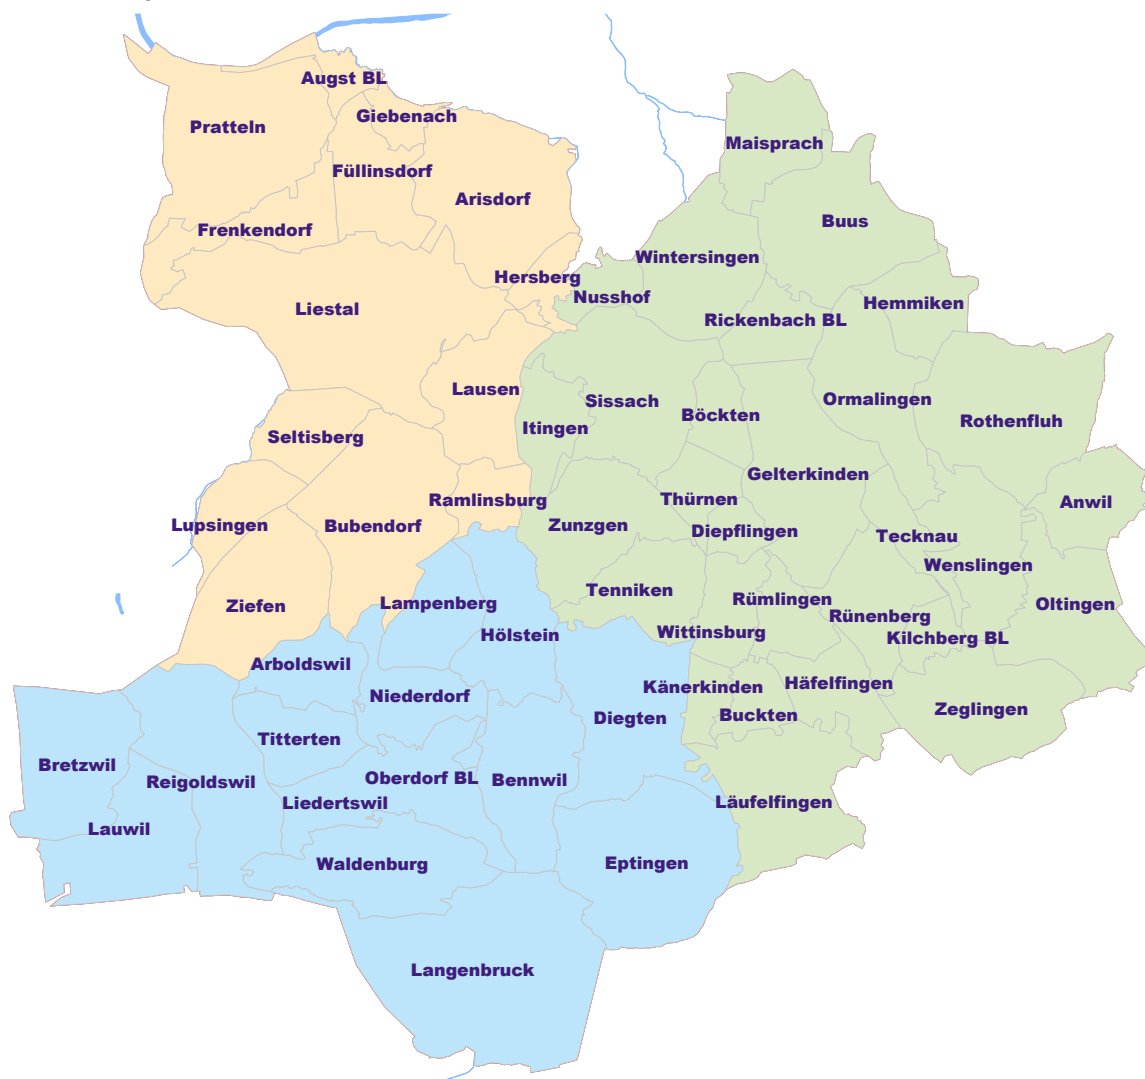 Augst BL
Giebenach
Pratteln
Maisprach
Füllinsdorf
Arisdorf
Buus
Frenkendorf
Wintersingen
Hersberg
Nusshof
Hemmiken
Liestal
Rickenbach BL
Lausen
Sissach
Ormalingen
Böckten
Rothenfluh
Itingen
Seltisberg
Gelterkinden
Ramlinsburg
Thürnen
Anwil
Lupsingen
Bubendorf
Zunzgen
Diepflingen
Tecknau
Wenslingen
Tenniken
Rümlingen
Lampenberg
Oltingen
Ziefen
Rünenberg
Hölstein
Wittinsburg
Kilchberg BL
Arboldswil
Känerkinden
Häfelfingen
Niederdorf
Zeglingen
Diegten
Buckten
Titterten
Bretzwil
Oberdorf BL
Bennwil
Reigoldswil
Liedertswil
Läufelfingen
Lauwil
Waldenburg
Eptingen
Langenbruck